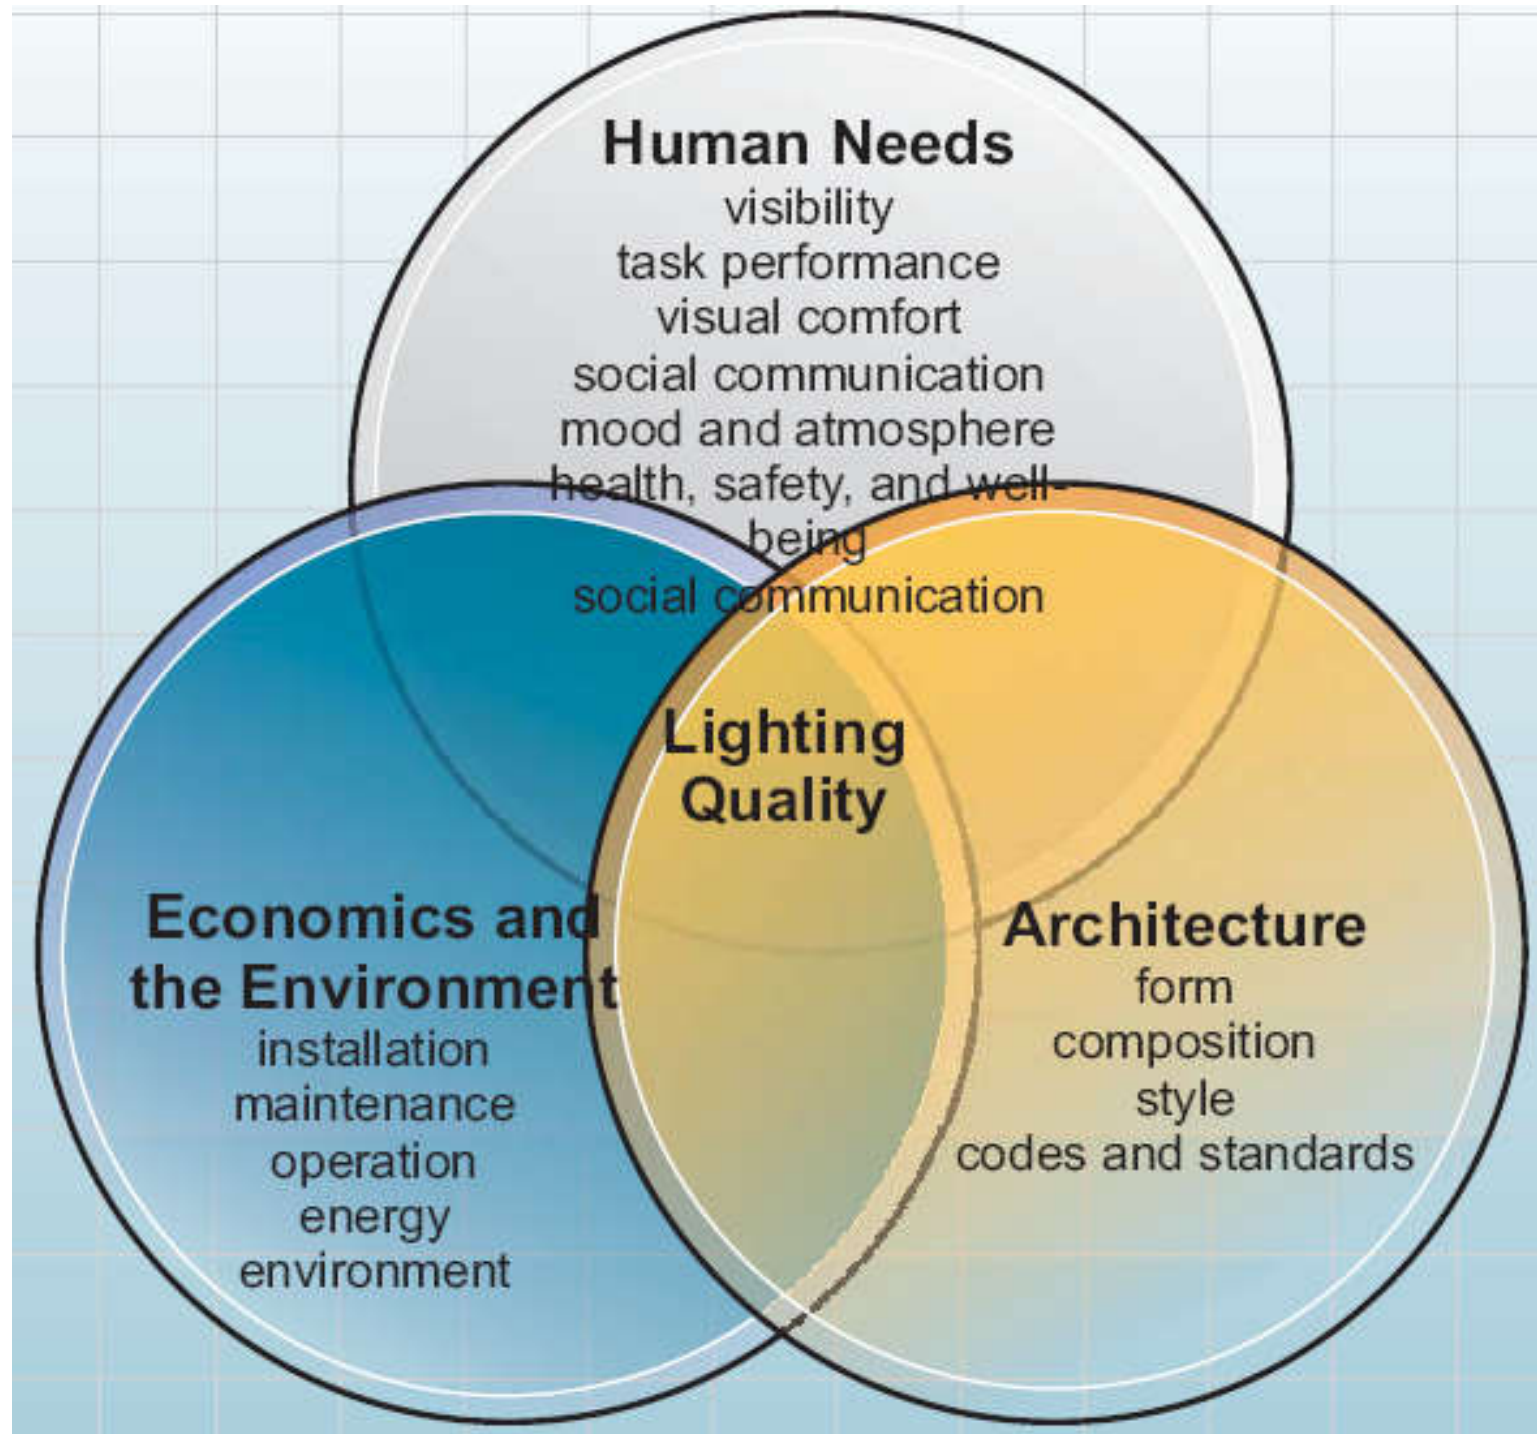 Human Needs
visibility
task performance
visual comfort
social communication
mood and atmosphere
health, safety, and well-
being
social communication
Lighting
Quality
Economics and
the Environment
installation
maintenance
operation
energy
environment
Architecture
form
composition
style
codes and standards